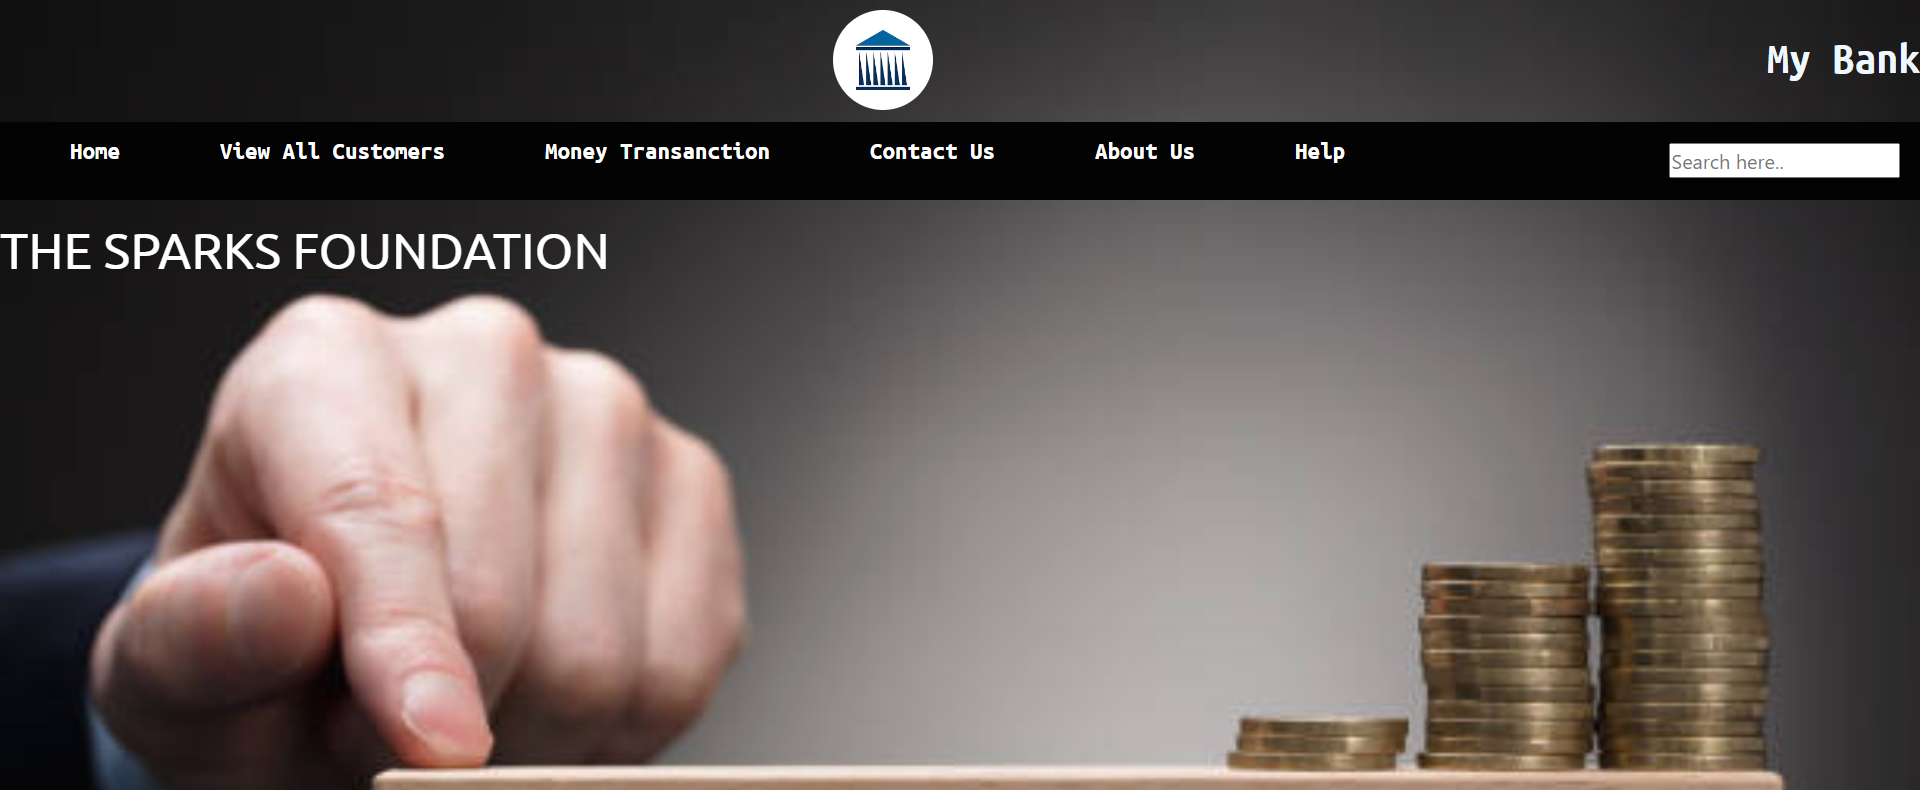 My Bank
Home View All Customers Money Transanction Contact Us About Us Help Search here..
THE SPARKS FOUNDATION